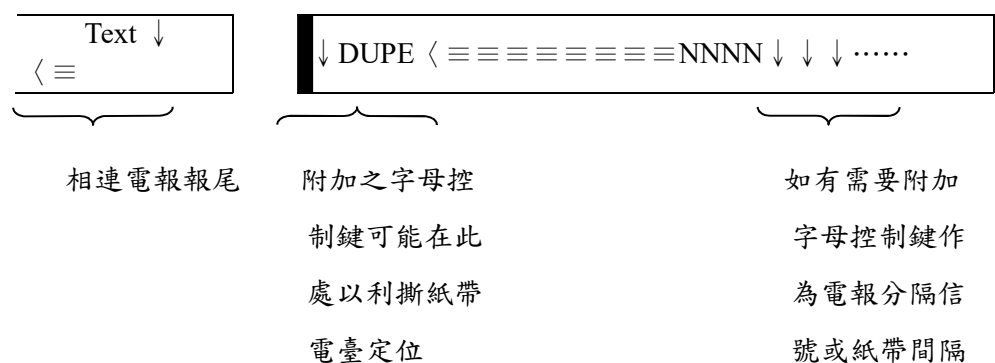 Text ↓
〈 ≡
↓ DUPE 〈 ≡ ≡ ≡ ≡ ≡ ≡ ≡ ≡ NNNN ↓ ↓ ↓ ⋯⋯
相連電報報尾
附加之字母控
制鍵可能在此
處以利撕紙帶
電臺定位
如有需要附加
字母控制鍵作
為電報分隔信
號或紙帶間隔